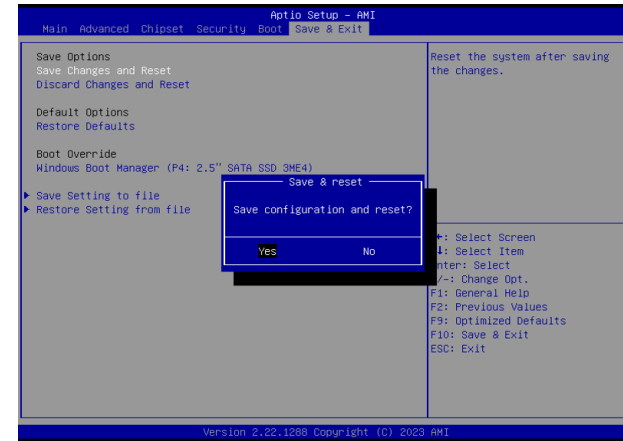 Aptio Setup – AMI
Main Advanced Chipset Security Boot Save & Exit
Save Options
Save Changes and Reset
Discard Changes and Reset
Default Options
Restore Defaults
Boot Override
Windows Boot Manager (P4: 2.5" SATA SSD 3ME4)
Save Setting to file
Restore Setting from file
Save & reset
Save configuration and reset?
Yes No
Reset the system after saving
the changes.
: Select Screen
: Select Item
nter: Select
/–: Change Opt.
F1: General Help
F2: Previous Values
F9: Optimized Defaults
F10: Save & Exit
ESC: Exit
Version 2.22.1288 Copyright (C) 2023 AMI